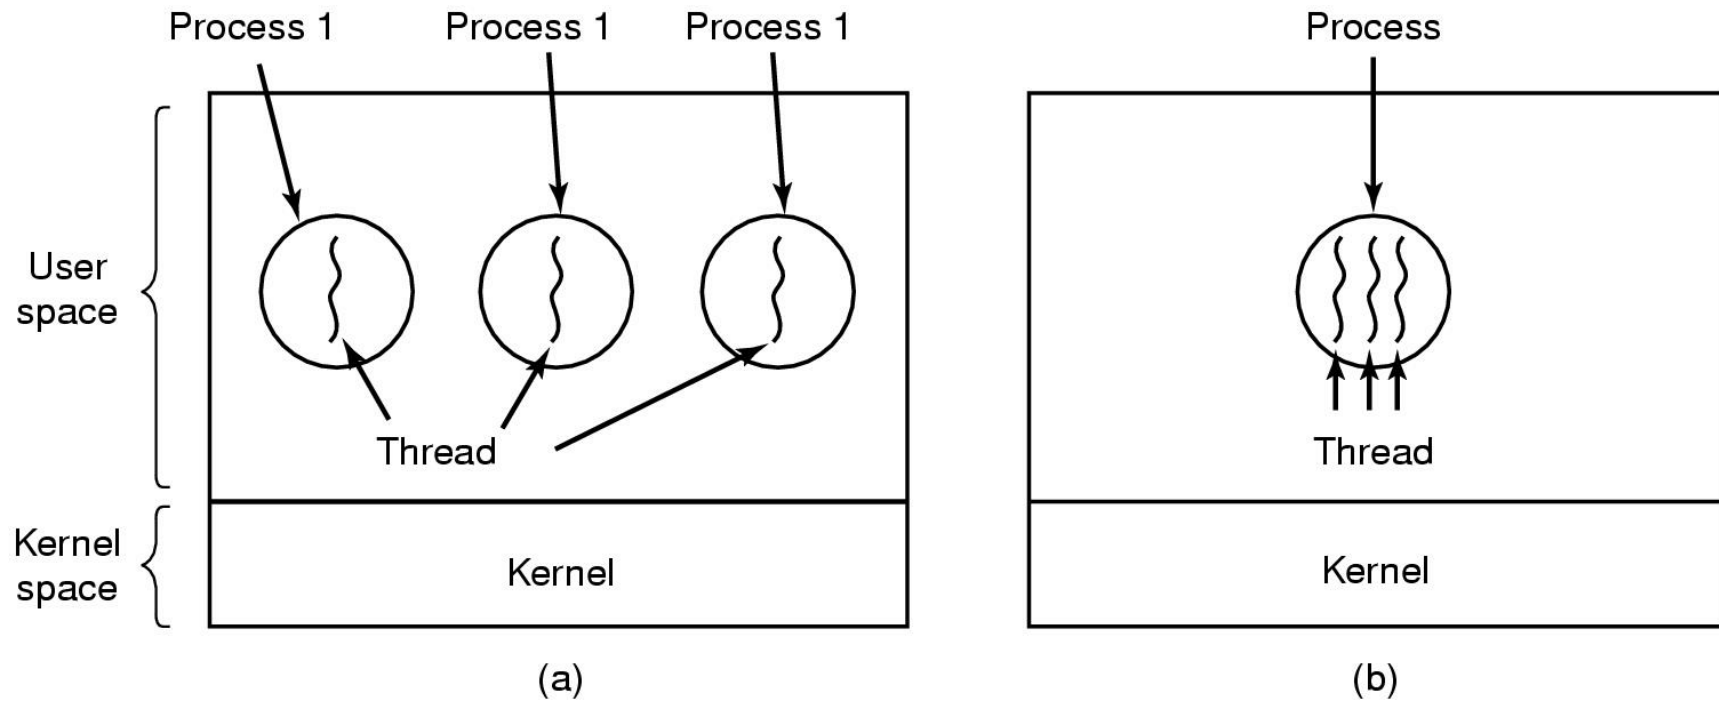 Process 1
Process 1
Process 1
Process
User
space
Thread
Thread
Kernel
space
Kernel
Kernel
(a)
(b)